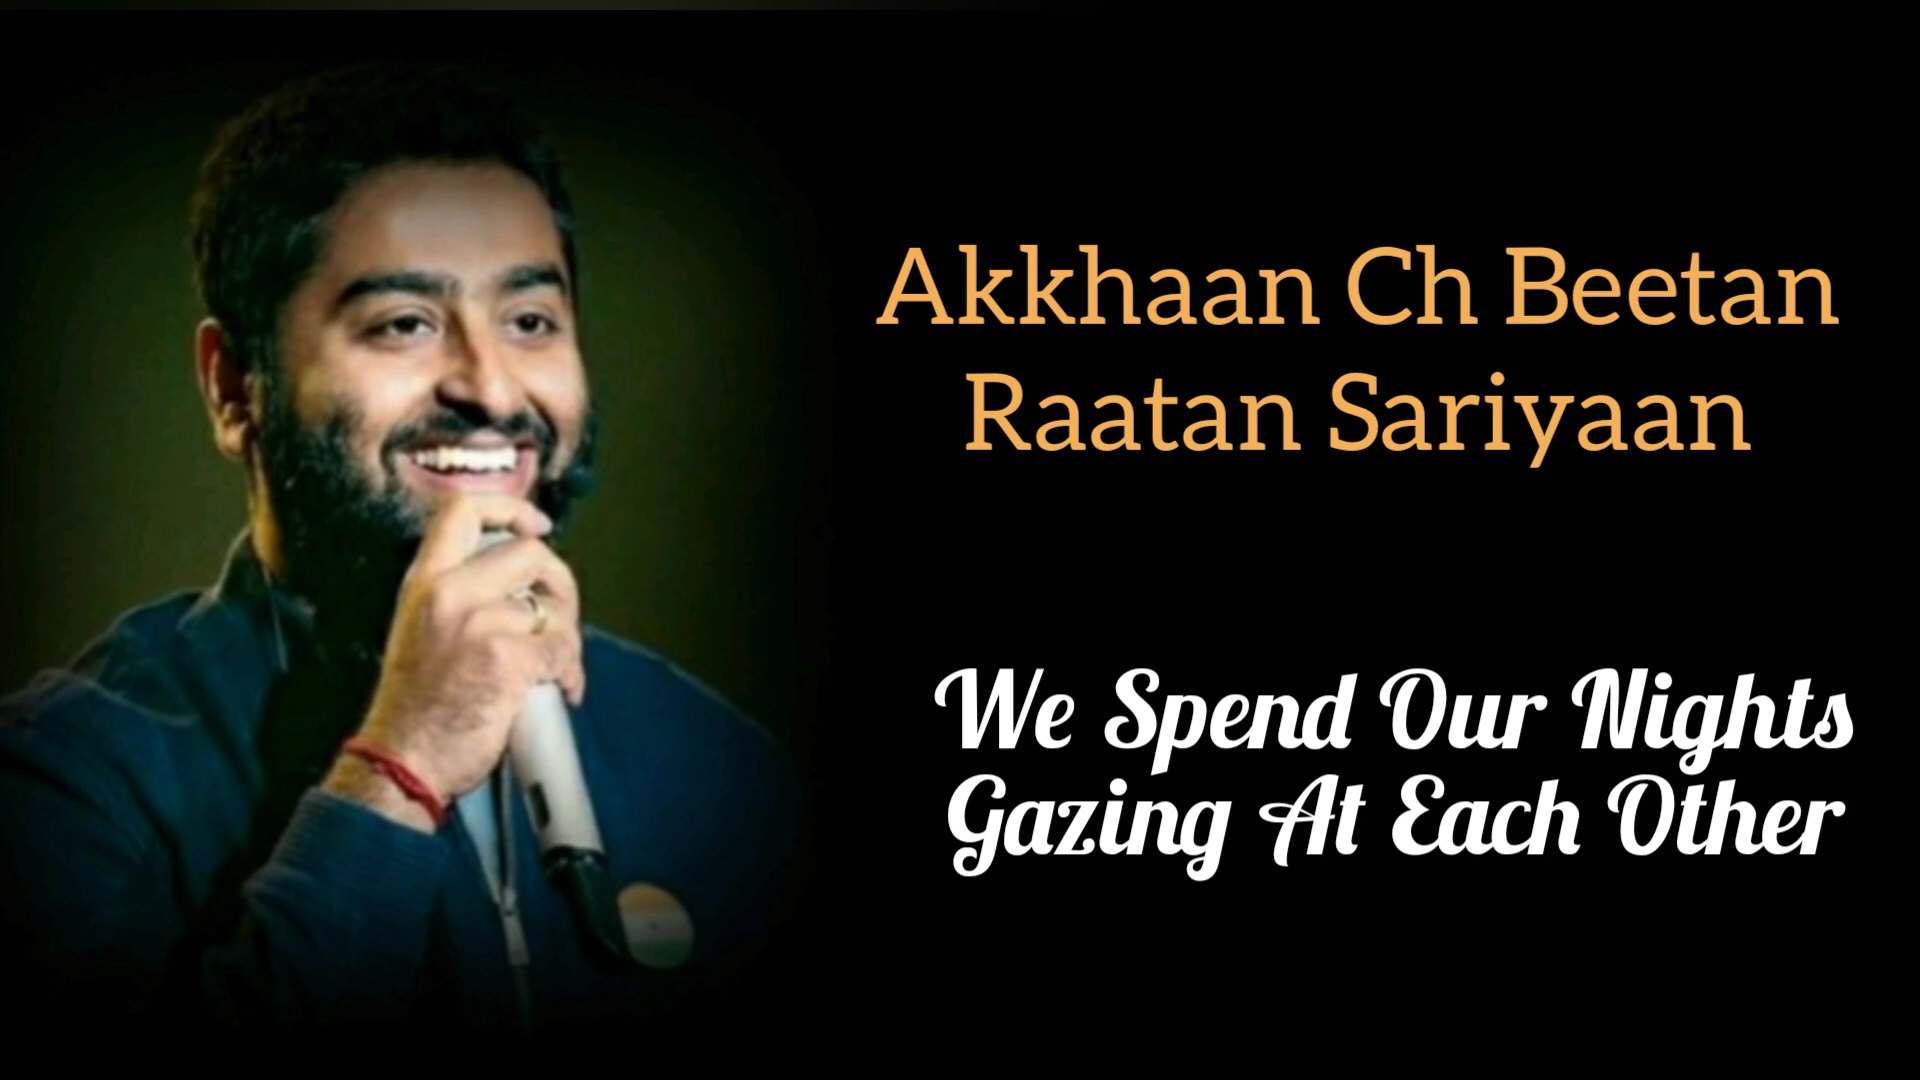 Akkhaan Ch Beetan
Raatan Sariyaan
We Spend Our Nights
Gazing At Each Other